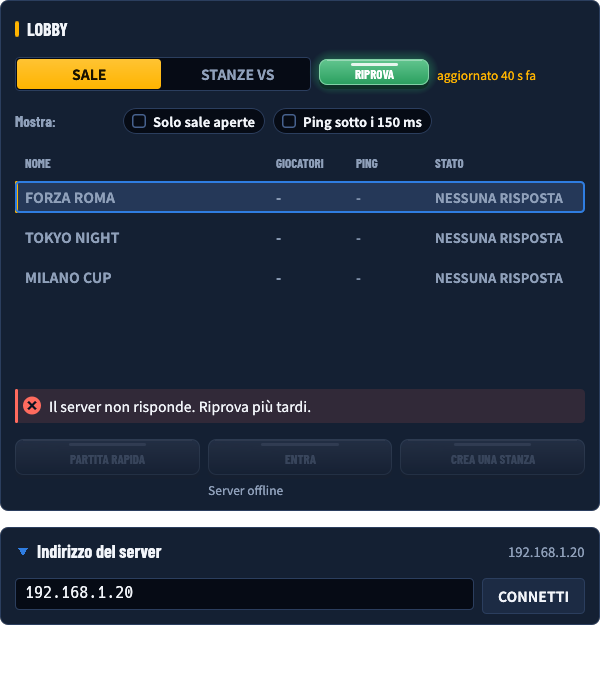 LOBBY
SALE STANZE VS RIPROVA aggiornato 40 s fa
Mostra: Solo sale aperte Ping sotto i 150 ms
NOME GIOCATORI PING STATO
FORZA ROMA - - NESSUNA RISPOSTA
TOKYO NIGHT - - NESSUNA RISPOSTA
MILANO CUP - - NESSUNA RISPOSTA
Il server non risponde. Riprova più tardi.
PARTITA RAPIDA ENTRA CREA UNA STANZA
Server offline
Indirizzo del server 192.168.1.20
192.168.1.20 CONNETTI